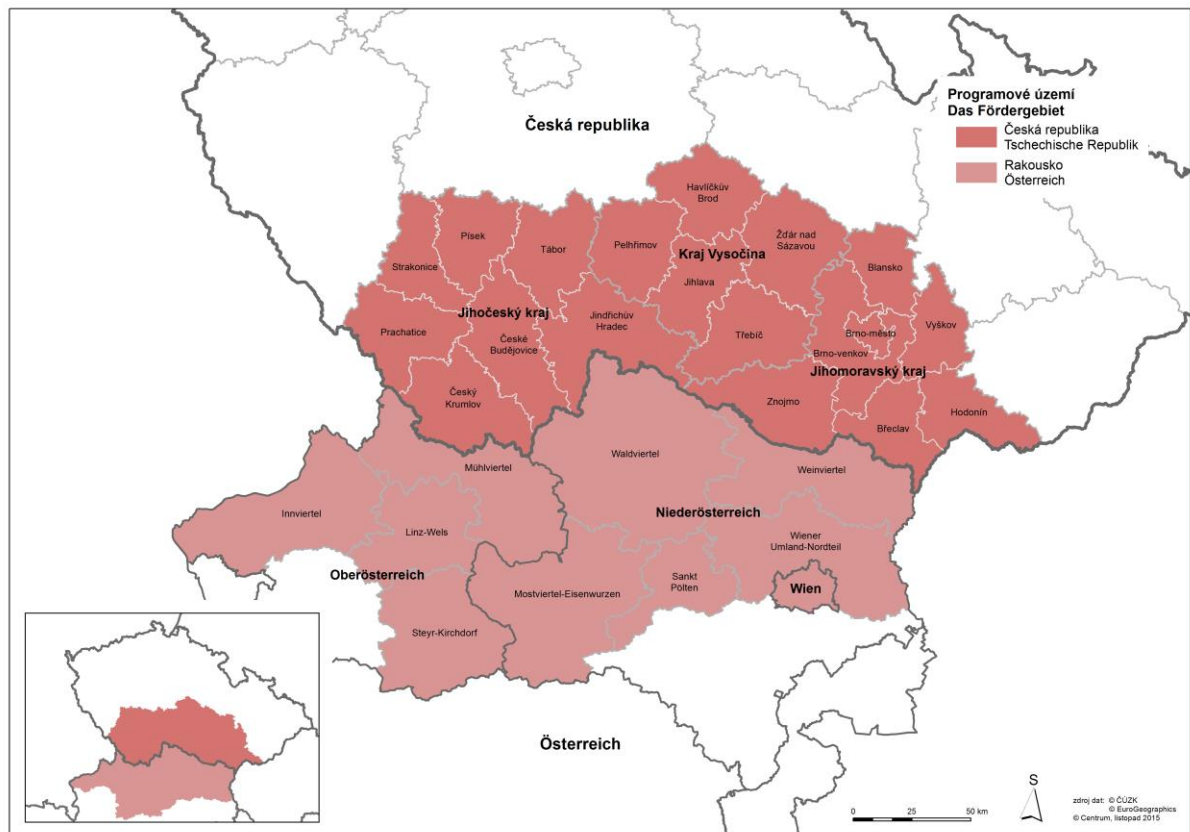 Programové území
Das Fördergebiet
Česká republika
Tschechische Republik
Rakousko
Österreich
Česká republika
Havlíčkův
Brod
Písek
Tábor
Pelhřimov
Žďár nad
Sázavou
Kraj Vysočina
Strakonice
Jihlava
Blansko
Jihočeský kraj
Jindřichův
Hradec
Prachatice
České
Budějovice
Třebíč
Brno-město
Vyškov
Brno-venkov
Jihomoravský kraj
Český
Krumlov
Znojmo
Hodonín
Břeclav
Waldviertel
Mühlviertel
Weinviertel
Innviertel
Niederösterreich
Linz-Wels
Wiener
Umland-Nordteil
Oberösterreich
Sankt
Pölten
Wien
Mostviertel-Eisenwurzen
Steyr-Kirchdorf
Österreich
S
0 25 50 km
zdroj dat: © ČÚZK
© EuroGeographics
© Centrum, listopad 2015